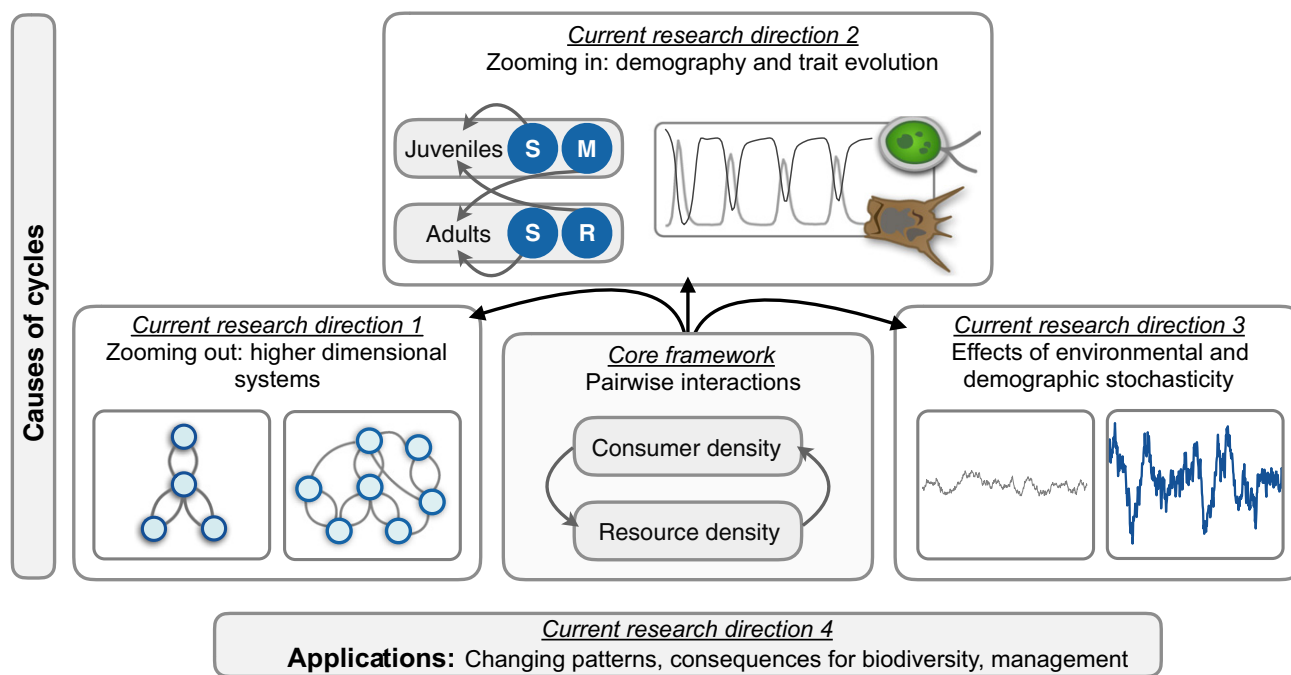 Causes of cycles
Current research direction 2
Zooming in: demography and trait evolution
Juveniles S M
Adults S R
Current research direction 1
Zooming out: higher dimensional
systems
Core framework
Pairwise interactions
Consumer density
Resource density
Current research direction 3
Effects of environmental and
demographic stochasticity
Current research direction 4
Applications: Changing patterns, consequences for biodiversity, management